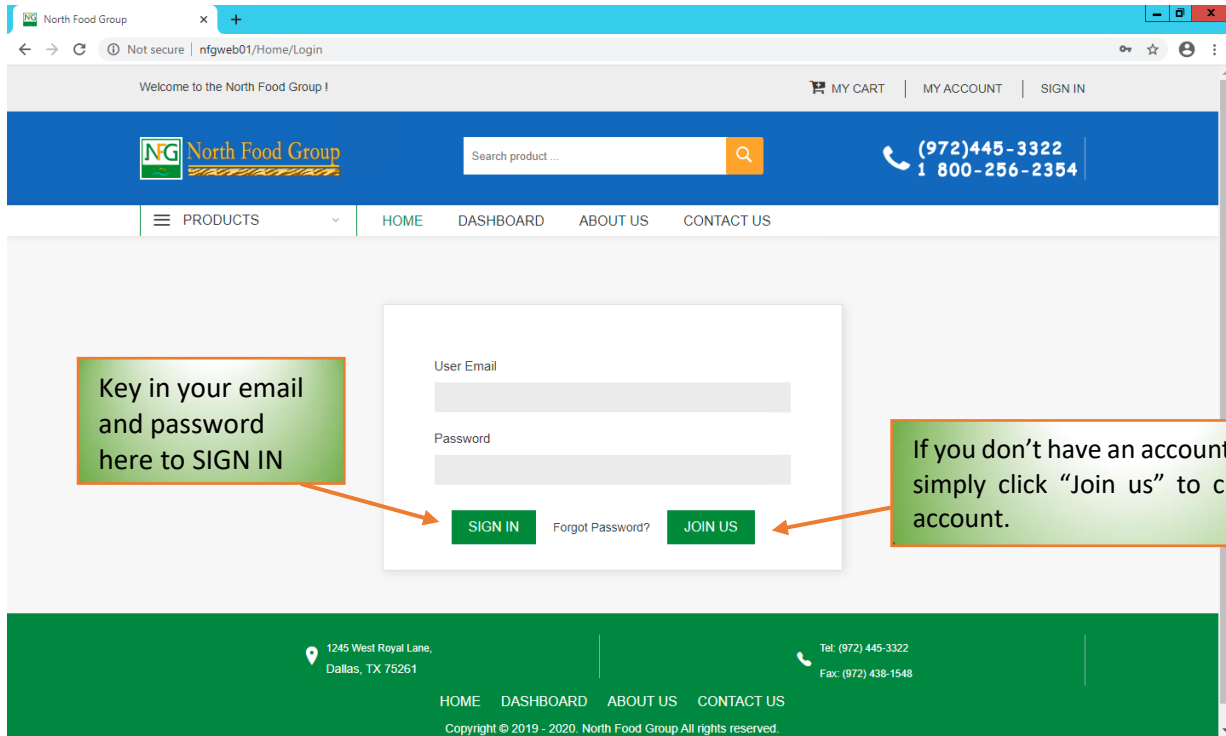 North Food Group
Not secure | nfgweb01/Home/Login
Welcome to the North Food Group !
MY CART
MY ACCOUNT
SIGN IN
NFG North Food Group
Search product ...
(972)445-3322
1 800-256-2354
PRODUCTS
HOME DASHBOARD ABOUT US CONTACT US
User Email
Key in your email
and password
here to SIGN IN
Password
If you don’t have an account
simply click “Join us” to c
account.
SIGN IN
Forgot Password?
JOIN US
1245 West Royal Lane,
Dallas, TX 75261
Tel: (972) 445-3322
Fax: (972) 438-1548
HOME DASHBOARD ABOUT US CONTACT US
Copyright © 2019 - 2020. North Food Group All rights reserved.